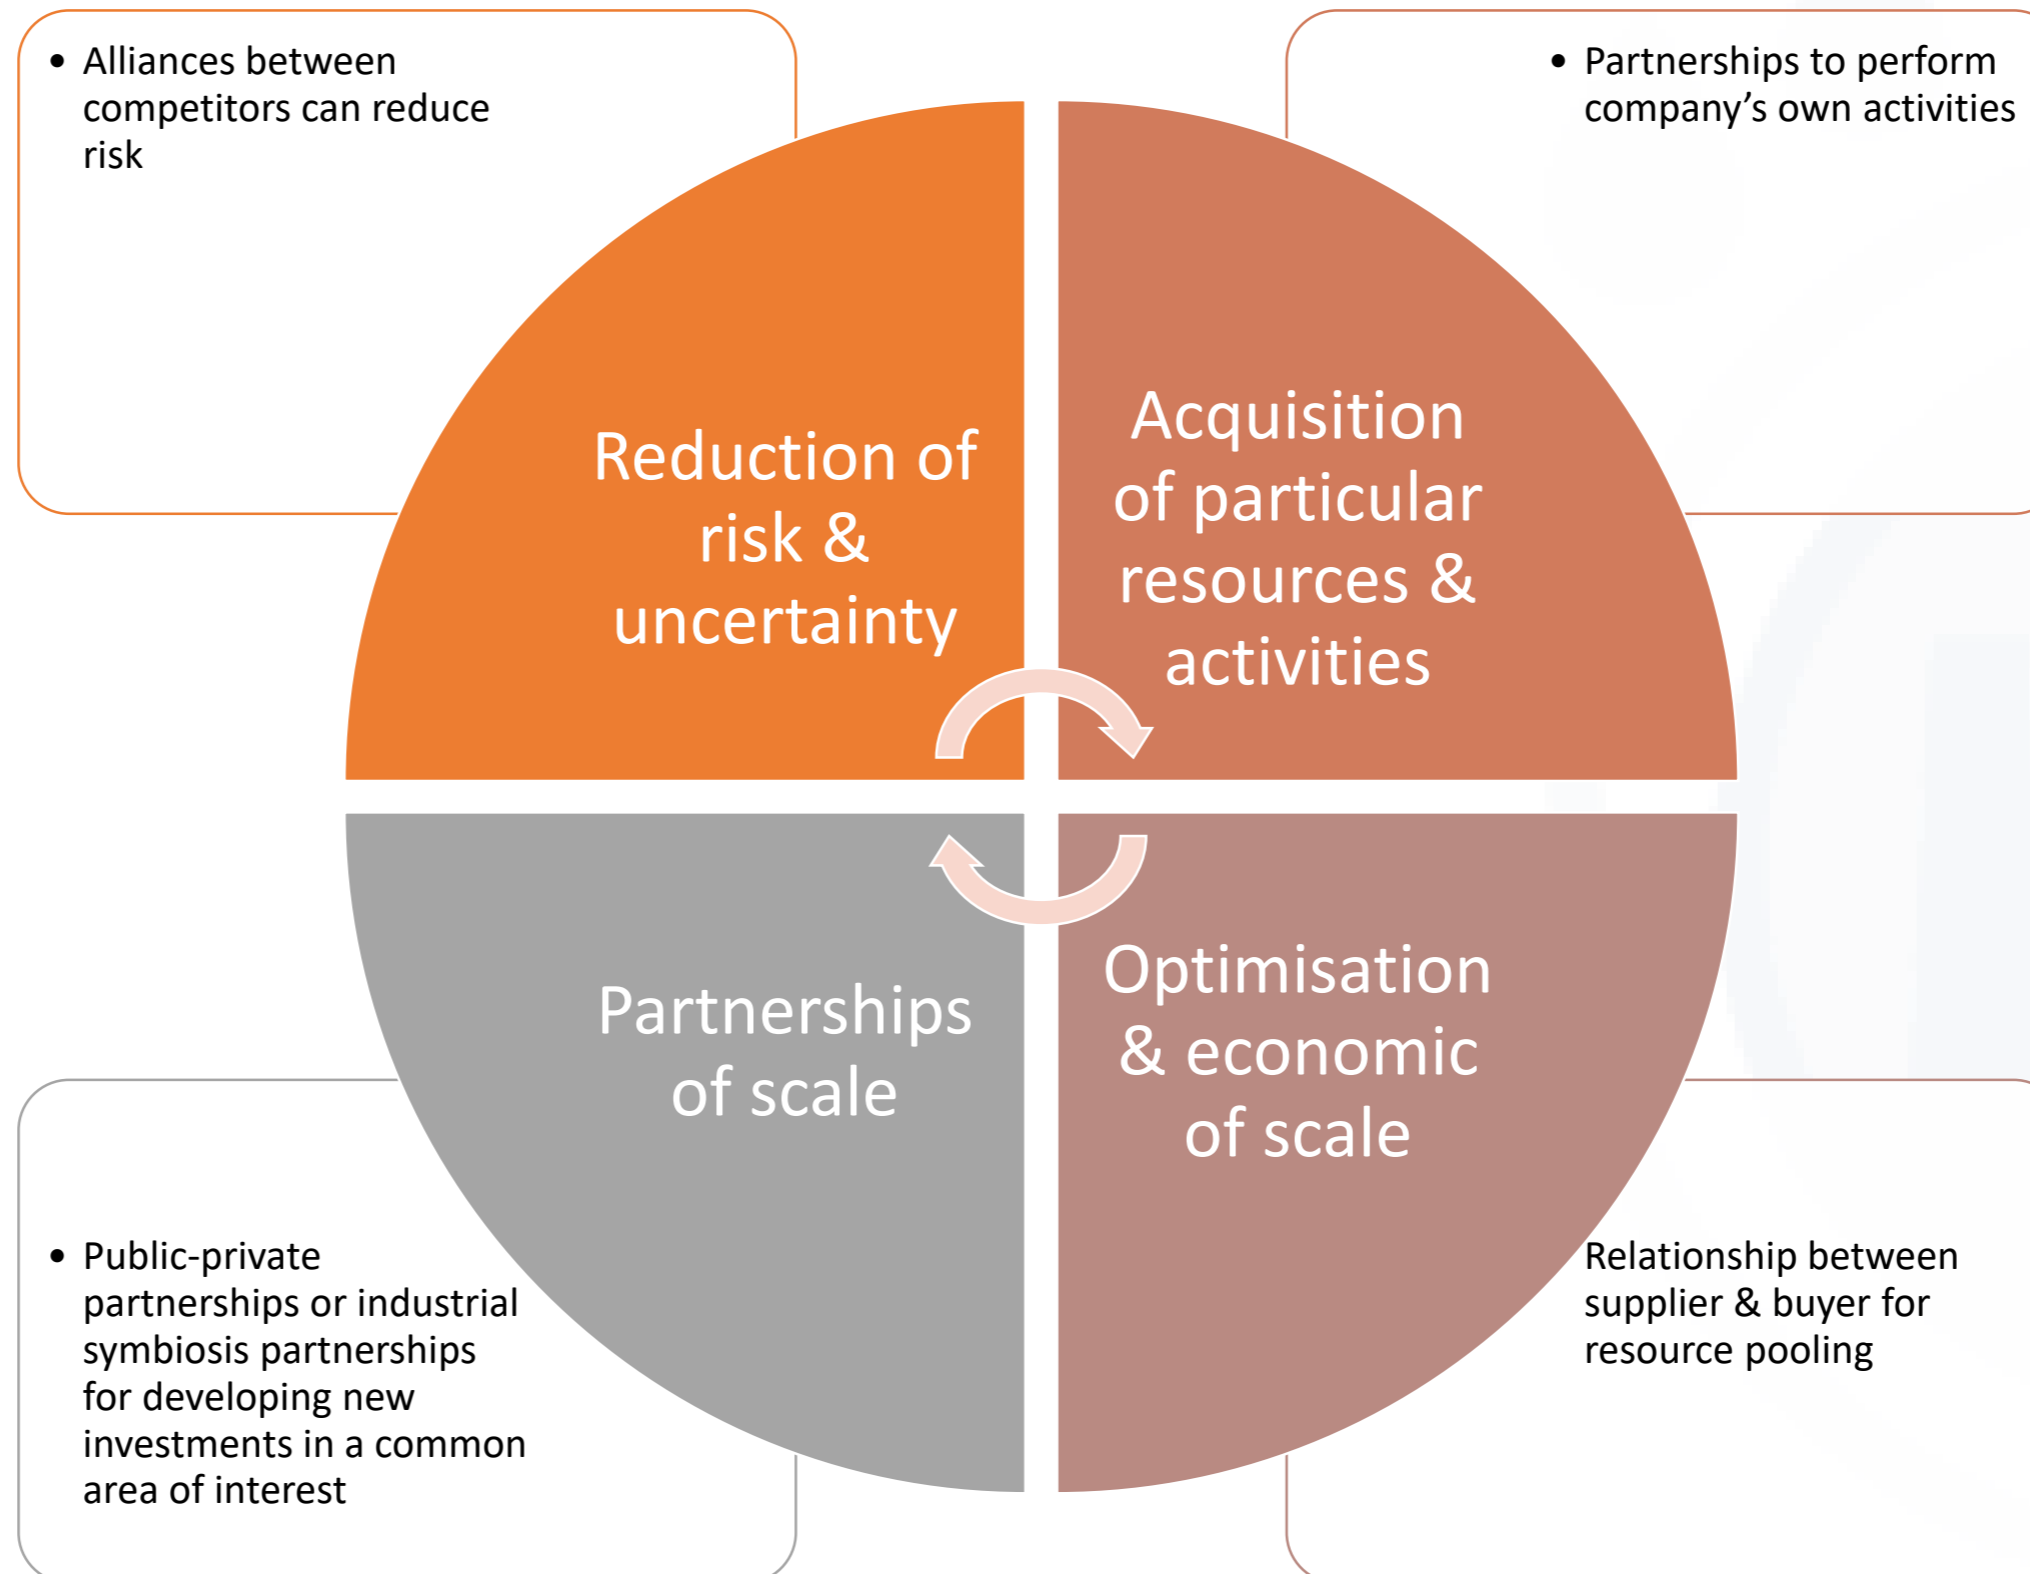 • Alliances between
competitors can reduce
risk
• Partnerships to perform
company’s own activities
Reduction of
risk &
uncertainty
Acquisition
of particular
resources &
activities
Partnerships
of scale
Optimisation
& economic
of scale
• Public-private
partnerships or industrial
symbiosis partnerships
for developing new
investments in a common
area of interest
Relationship between
supplier & buyer for
resource pooling